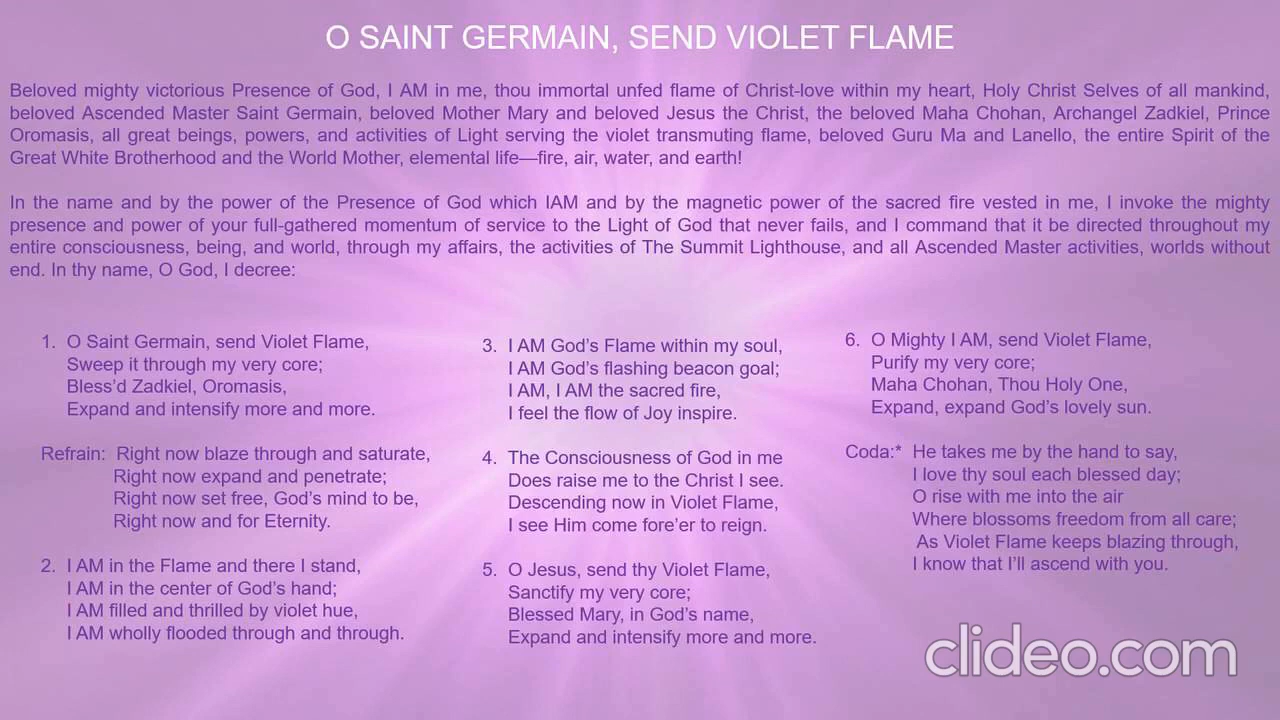 O SAINT GERMAIN, SEND VIOLET FLAME
Beloved mighty victorious Presence of God, I AM in me, thou immortal unfed flame of Christ-love within my heart, Holy Christ Selves of all mankind,
beloved Ascended Master Saint Germain, beloved Mother Mary and beloved Jesus the Christ, the beloved Maha Chohan, Archangel Zadkiel, Prince
Oromasis, all great beings, powers, and activities of Light serving the violet transmuting flame, beloved Guru Ma and Lanello, the entire Spirit of the
Great White Brotherhood and the World Mother, elemental life—fire, air, water, and earth!
In the name and by the power of the Presence of God which IAM and by the magnetic power of the sacred fire vested in me, I invoke the mighty
presence and power of your full-gathered momentum of service to the Light of God that never fails, and I command that it be directed throughout my
entire consciousness, being, and world, through my affairs, the activities of The Summit Lighthouse, and all Ascended Master activities, worlds without
end. In thy name, O God, I decree:
1. O Saint Germain, send Violet Flame,
Sweep it through my very core;
Bless’d Zadkiel, Oromasis,
Expand and intensify more and more.
Refrain: Right now blaze through and saturate,
Right now expand and penetrate;
Right now set free, God’s mind to be,
Right now and for Eternity.
2. I AM in the Flame and there I stand,
I AM in the center of God’s hand;
I AM filled and thrilled by violet hue,
I AM wholly flooded through and through.
3. I AM God’s Flame within my soul,
I AM God’s flashing beacon goal;
I AM, I AM the sacred fire,
I feel the flow of Joy inspire.
4. The Consciousness of God in me
Does raise me to the Christ I see.
Descending now in Violet Flame,
I see Him come fore’er to reign.
5. O Jesus, send thy Violet Flame,
Sanctify my very core;
Blessed Mary, in God’s name,
Expand and intensify more and more.
6. O Mighty I AM, send Violet Flame,
Purify my very core;
Maha Chohan, Thou Holy One,
Expand, expand God’s lovely sun.
Coda:* He takes me by the hand to say,
I love thy soul each blessed day;
O rise with me into the air
Where blossoms freedom from all care;
As Violet Flame keeps blazing through,
I know that I’ll ascend with you.
clideo.com